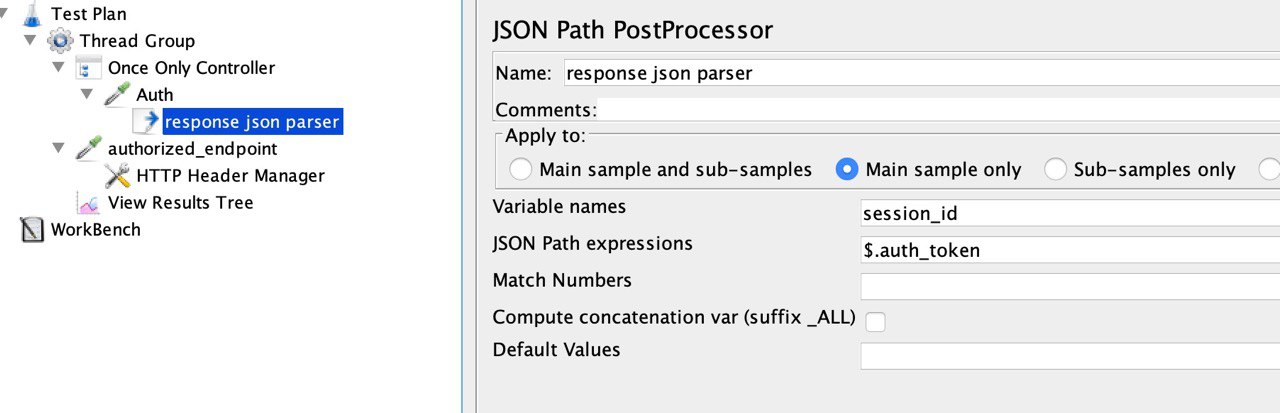 Test Plan
Thread Group
Once Only Controller
Auth
response json parser
authorized_endpoint
HTTP Header Manager
View Results Tree
WorkBench
JSON Path PostProcessor
Name: response json parser
Comments:
Apply to:
Main sample and sub-samples Main sample only Sub-samples only
Variable names session_id
JSON Path expressions $.auth_token
Match Numbers
Compute concatenation var (suffix _ALL)
Default Values